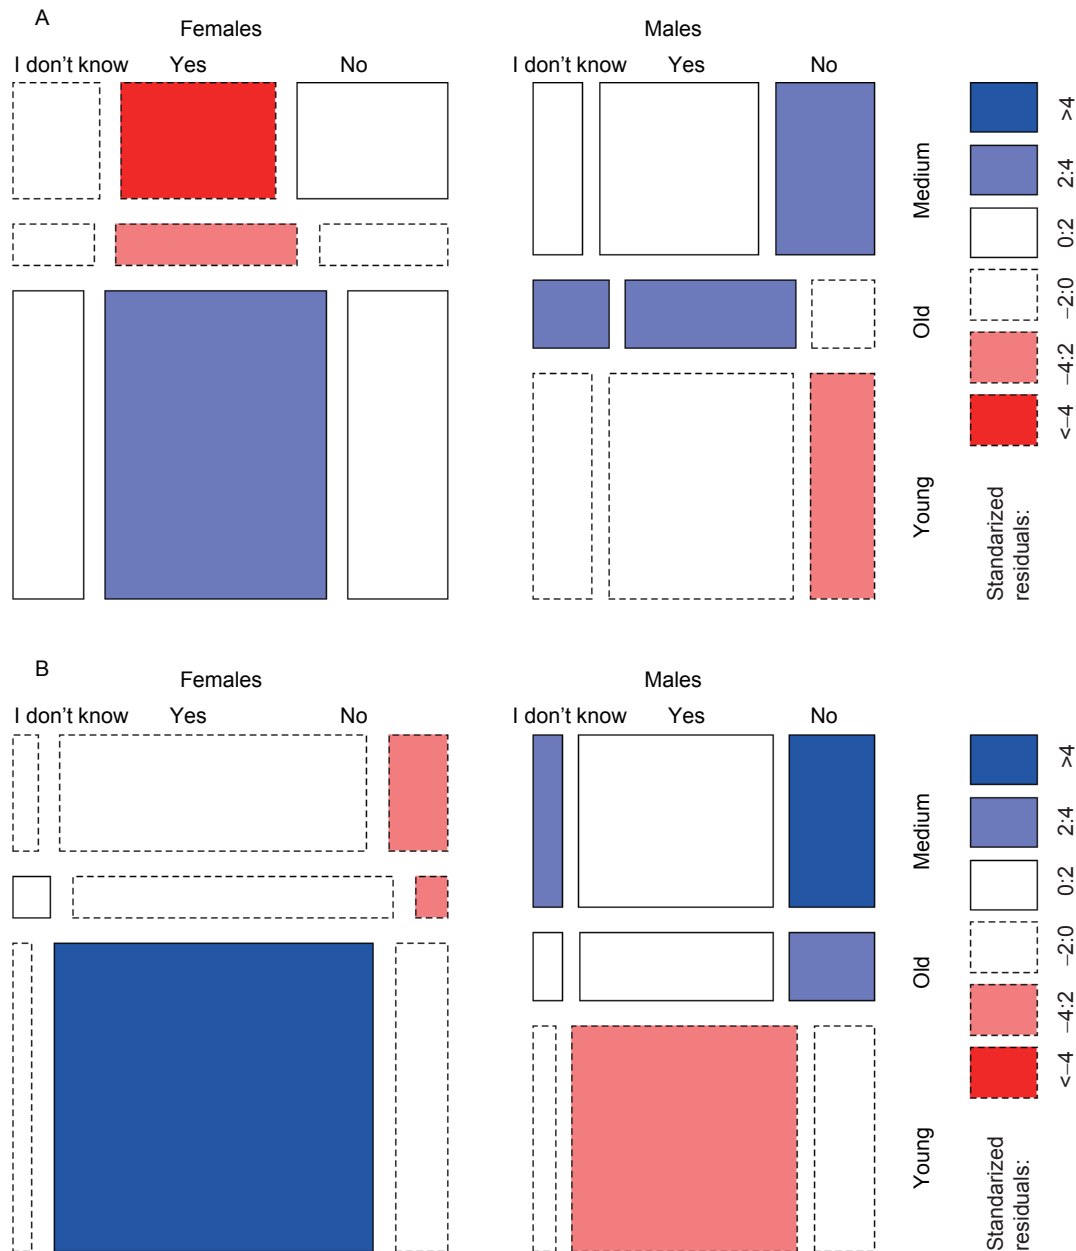 A
Females
Males
I don't know Yes No
I don't know Yes No
Medium
Old
Young
>4
2:4
0:2
–2:0
–4:2
<–4
Standarized
residuals:
B
Females
Males
I don't know Yes No
I don't know Yes No
Medium
Old
Young
>4
2:4
0:2
–2:0
–4:2
<–4
Standarized
residuals: